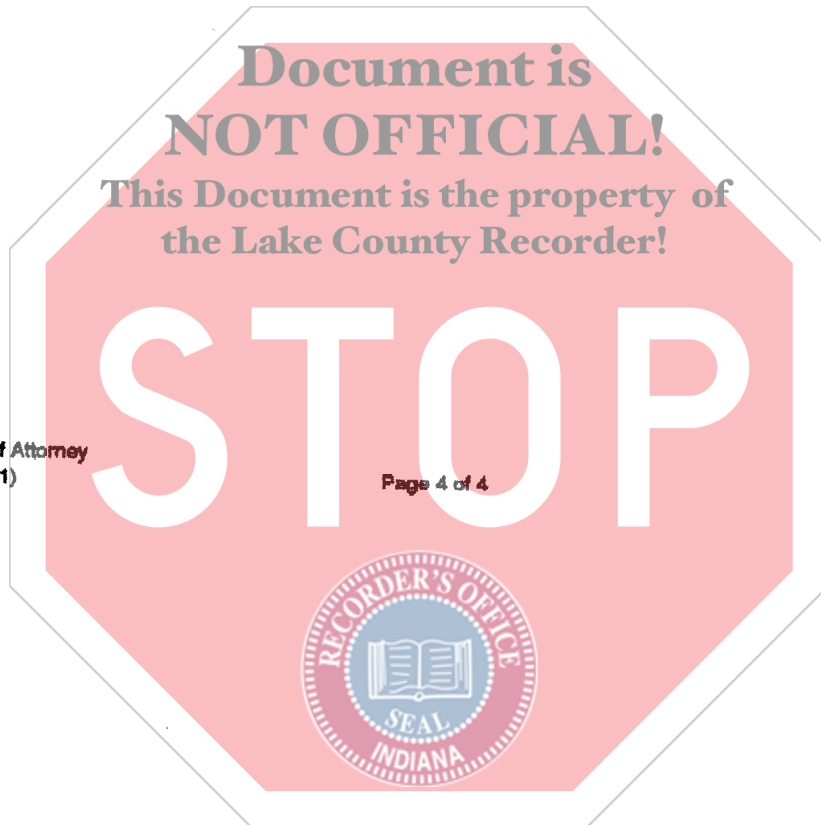 Document is
NOT OFFICIAL!
This Document is the property of
the Lake County Recorder!
STOP
f Attorney
1)
Page 4 of 4
RECORDER'S OFFICE
SEAL
INDIANA